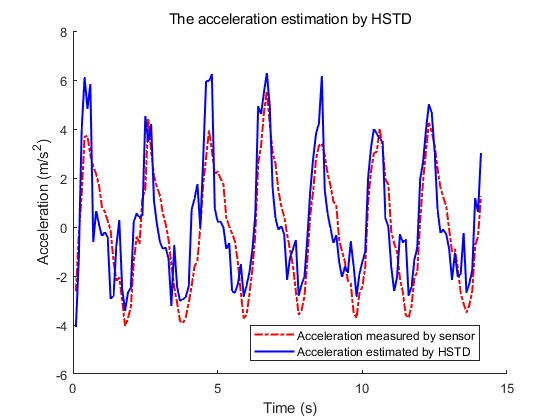 The acceleration estimation by HSTD
Acceleration (m/s²)
8
6
4
2
0
-2
-4
-6
0
5
10
15
Time (s)
Acceleration measured by sensor
Acceleration estimated by HSTD